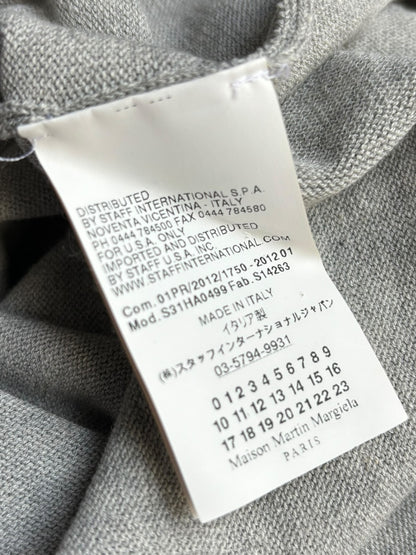 DISTRIBUTED
BY STAFF INTERNATIONAL S.P.A.
NOVENTA VICENTINA - ITALY
PH 0444 784500 FAX 0444 784580
FOR U.S.A. ONLY
IMPORTED AND DISTRIBUTED
BY STAFF U.S.A. INC.
WWW.STAFFINTERNATIONAL.COM
Com. 01PR/2012/1750 - 2012.01
Mod. S31HA0499 Fab. S14263
MADE IN ITALY
イタリア製
(株)スタッフインターナショナルジャパン
03-5794-9931
0 1 2 3 4 5 6 7 8 9
10 11 12 13 14 15 16
17 18 19 20 21 22 23
Maison Martin Margiela
PARIS